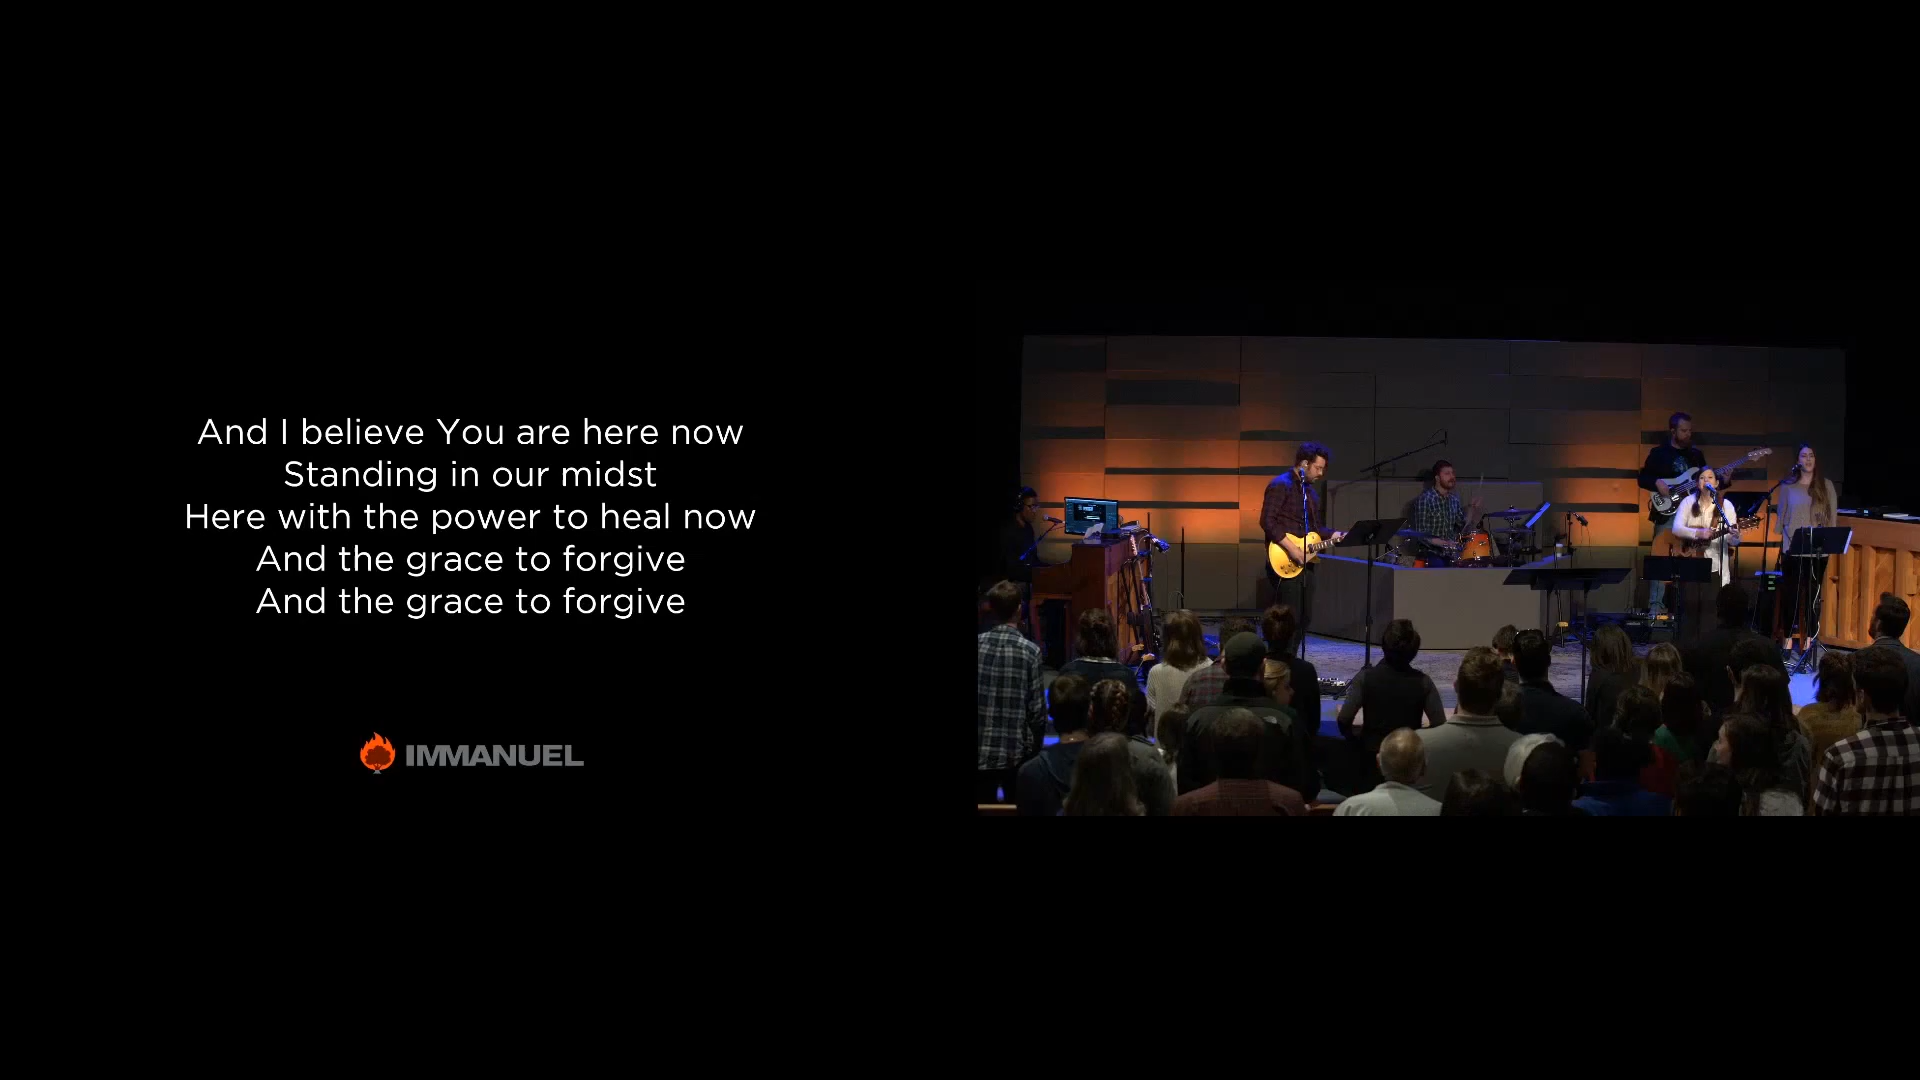 And I believe You are here now
Standing in our midst
Here with the power to heal now
And the grace to forgive
And the grace to forgive
IMMANUEL